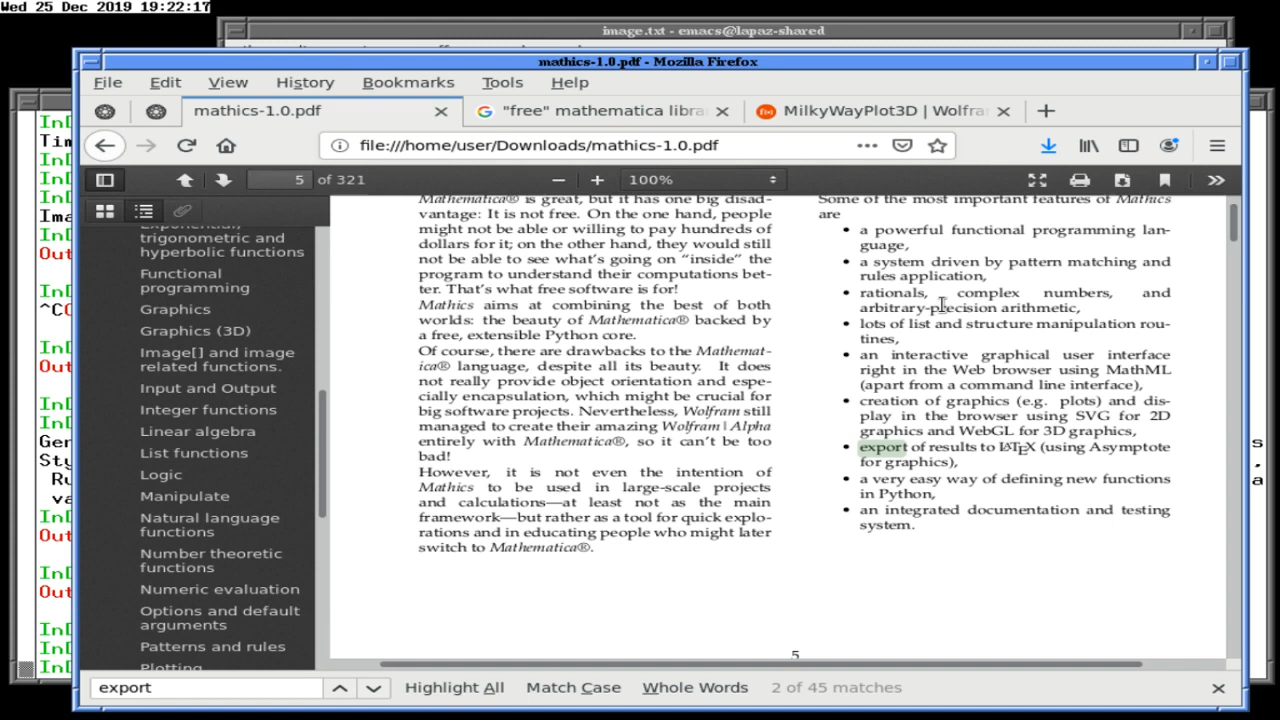 Wed 25 Dec 2019 19:22:17
image.txt - emacs@lapaz-shared
mathics-1.0.pdf - Mozilla Firefox
File Edit View History Bookmarks Tools Help
mathics-1.0.pdf
"free" mathematica libra
MilkyWayPlot3D | Wolfra
file:///home/user/Downloads/mathics-1.0.pdf
5 of 321
100%
Functional
programming
trigonometric and
hyperbolic functions
Graphics
Graphics (3D)
Image[] and image
related functions.
Input and Output
Integer functions
Linear algebra
List functions
Logic
Manipulate
Natural language
functions
Number theoretic
functions
Numeric evaluation
Options and default
arguments
Patterns and rules
Plotting
Mathematica® is great, but it has one big disad-
vantage: It is not free. On the one hand, people
might not be able or willing to pay hundreds of
dollars for it; on the other hand, they would still
not be able to see what's going on “inside” the
program to understand their computations bet-
ter. That's what free software is for!
Mathics aims at combining the best of both
worlds: the beauty of Mathematica® backed by
a free, extensible Python core.
Of course, there are drawbacks to the Mathemat-
ica® language, despite all its beauty. It does
not really provide object orientation and espe-
cially encapsulation, which might be crucial for
big software projects. Nevertheless, Wolfram still
managed to create their amazing Wolfram|Alpha
entirely with Mathematica®, so it can't be too
bad!
However, it is not even the intention of
Mathics to be used in large-scale projects
and calculations—at least not as the main
framework—but rather as a tool for quick explo-
rations and in educating people who might later
switch to Mathematica®.
Some of the most important features of Mathics
are
• a powerful functional programming lan-
guage,
• a system driven by pattern matching and
rules application,
• rationals, complex numbers, and
arbitrary-precision arithmetic,
• lots of list and structure manipulation rou-
tines,
• an interactive graphical user interface
right in the Web browser using MathML
(apart from a command line interface),
• creation of graphics (e.g. plots) and dis-
play in the browser using SVG for 2D
graphics and WebGL for 3D graphics,
• export of results to LATEX (using Asymptote
for graphics),
• a very easy way of defining new functions
in Python,
• an integrated documentation and testing
system.
5
export
Highlight All Match Case Whole Words 2 of 45 matches